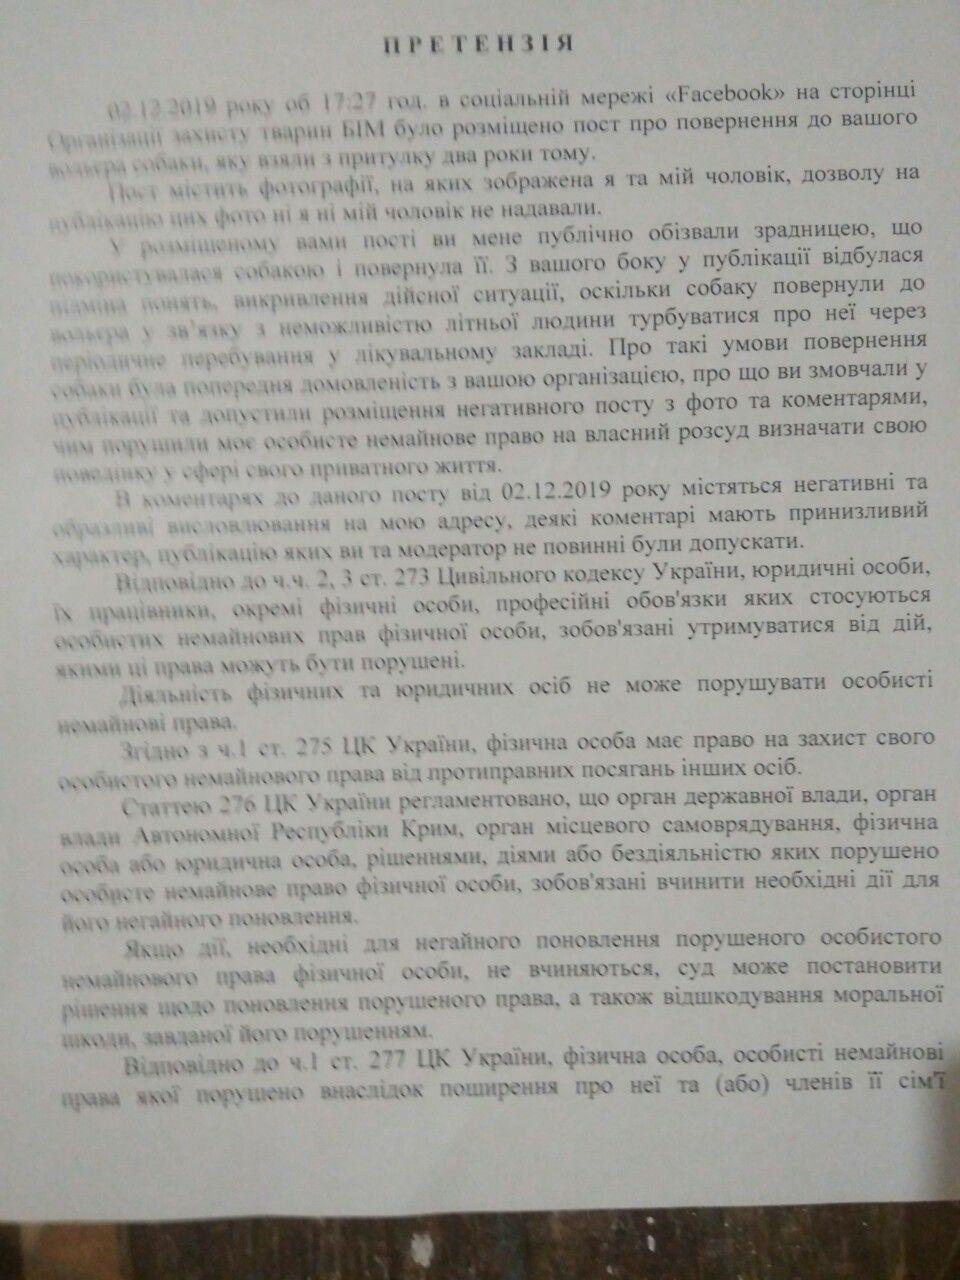 ПРЕТЕНЗІЯ
02.12.2019 року об 17:27 год. в соціальній мережі «Facebook» на сторінці
Організації захисту тварин БІМ було розміщено пост про повернення до вашого
вольєра собаки, яку взяли з притулку два роки тому.
Пост містить фотографії, на яких зображена я та мій чоловік, дозволу на
публікацію цих фото ні я ні мій чоловік не надавали.
У розміщеному вами пості ви мене публічно обізвали зрадницею, що
покористувалася собакою і повернула її. З вашого боку у публікації відбулася
підміна понять, викривлення дійсної ситуації, оскільки собаку повернули до
вольєра у зв'язку з неможливістю літньої людини турбуватися про неї через
періодичне перебування у лікувальному закладі. Про такі умови повернення
собаки була попередня домовленість з вашою організацією, про що ви змовчали у
публікації та допустили розміщення негативного посту з фото та коментарями,
чим порушили моє особисте немайнове право на власний розсуд визначати свою
поведінку у сфері свого приватного життя.
В коментарях до даного посту від 02.12.2019 року містяться негативні та
образливі висловлювання на мою адресу, деякі коментарі мають принизливий
характер, публікацію яких ви та модератор не повинні були допускати.
Відповідно до ч.ч. 2, 3 ст. 273 Цивільного кодексу України, юридичні особи,
їх працівники, окремі фізичні особи, професійні обов'язки яких стосуються
особистих немайнових прав фізичної особи, зобов'язані утримуватися від дій,
якими ці права можуть бути порушені.
Діяльність фізичних та юридичних осіб не може порушувати особисті
немайнові права.
Згідно з ч.1 ст. 275 ЦК України, фізична особа має право на захист свого
особистого немайнового права від протиправних посягань інших осіб.
Статтею 276 ЦК України регламентовано, що орган державної влади, орган
влади Автономної Республіки Крим, орган місцевого самоврядування, фізична
особа або юридична особа, рішеннями, діями або бездіяльністю яких порушено
особисте немайнове право фізичної особи, зобов'язані вчинити необхідні дії для
його негайного поновлення.
Якщо дії, необхідні для негайного поновлення порушеного особистого
немайнового права фізичної особи, не вчиняються, суд може постановити
рішення щодо поновлення порушеного права, а також відшкодування моральної
шкоди, завданої його порушенням.
Відповідно до ч.1 ст. 277 ЦК України, фізична особа, особисті немайнові
права якої порушено внаслідок поширення про неї та (або) членів її сім'ї